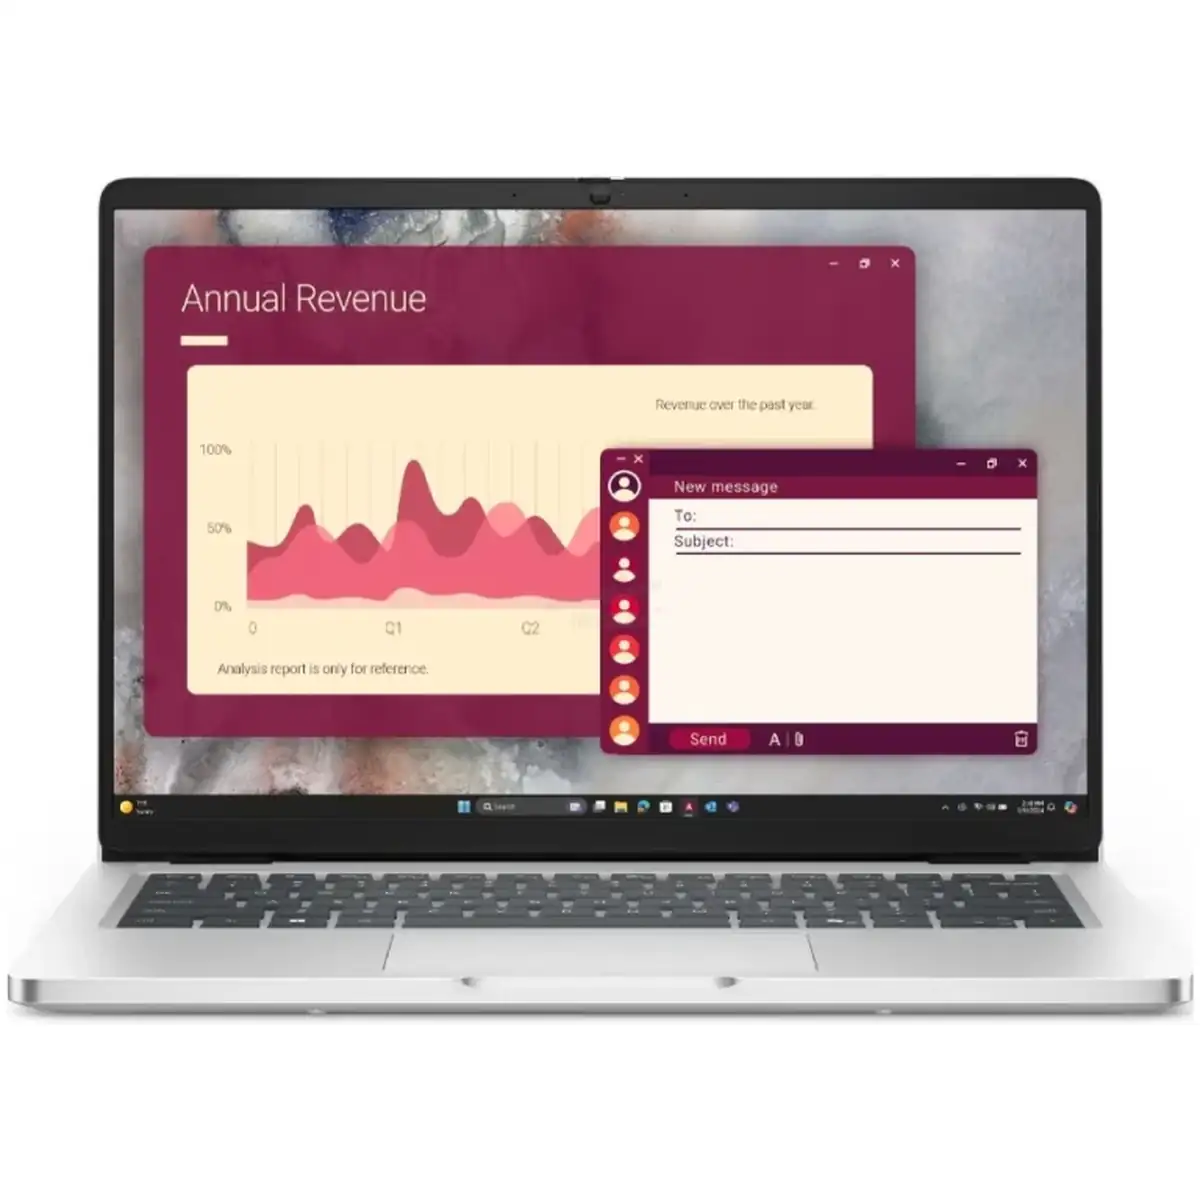 Annual Revenue
Revenue over the past year.
100%
50%
0%
0
Q1
Q2
Analysis report is only for reference.
New message
To:
Subject:
Send
A
Search